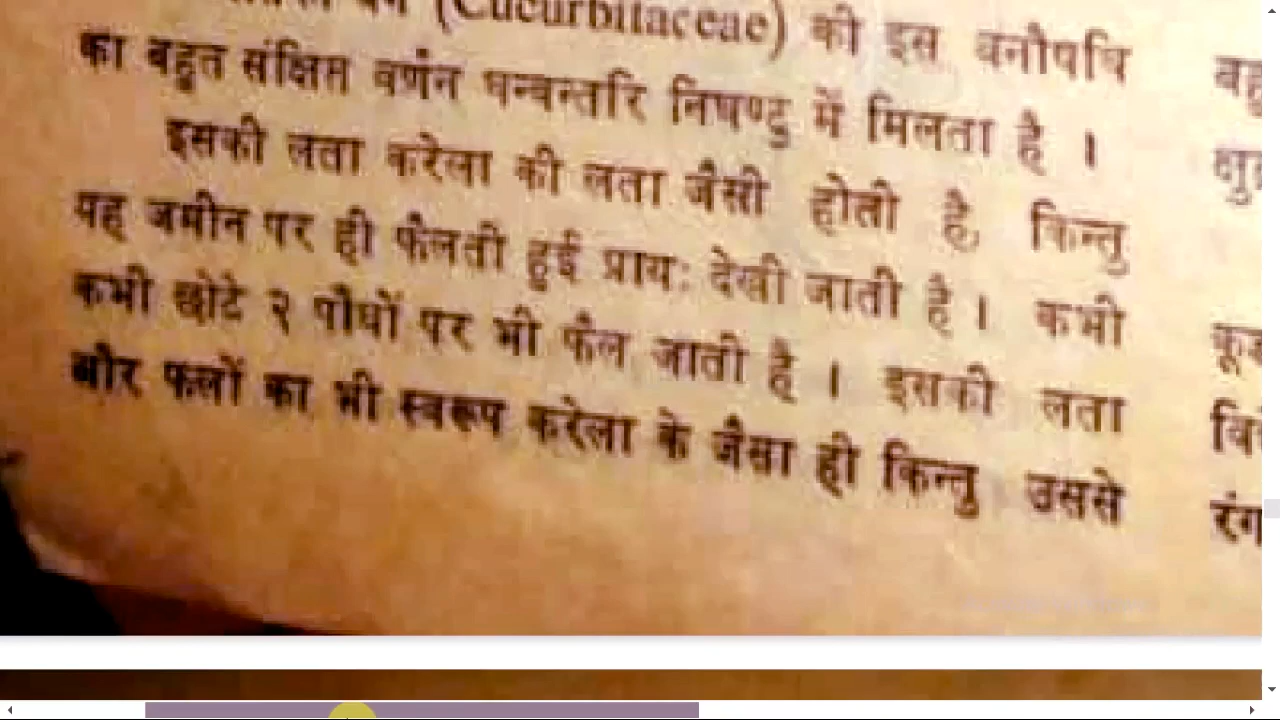 (Cucurbitaceae) की इस वनौषधि
का बहुत संक्षिप्त वर्णन धन्वन्तरि निघण्टु में मिलता है ।
इसकी लता करेला की लता जैसी होती है, किन्तु
यह जमीन पर ही फैलती हुई प्रायः देखी जाती है । कभी
कभी छोटे २ पौधों पर भी फैल जाती है । इसकी लता
और फलों का भी स्वरूप करेला के जैसा ही किन्तु उससे
रंग